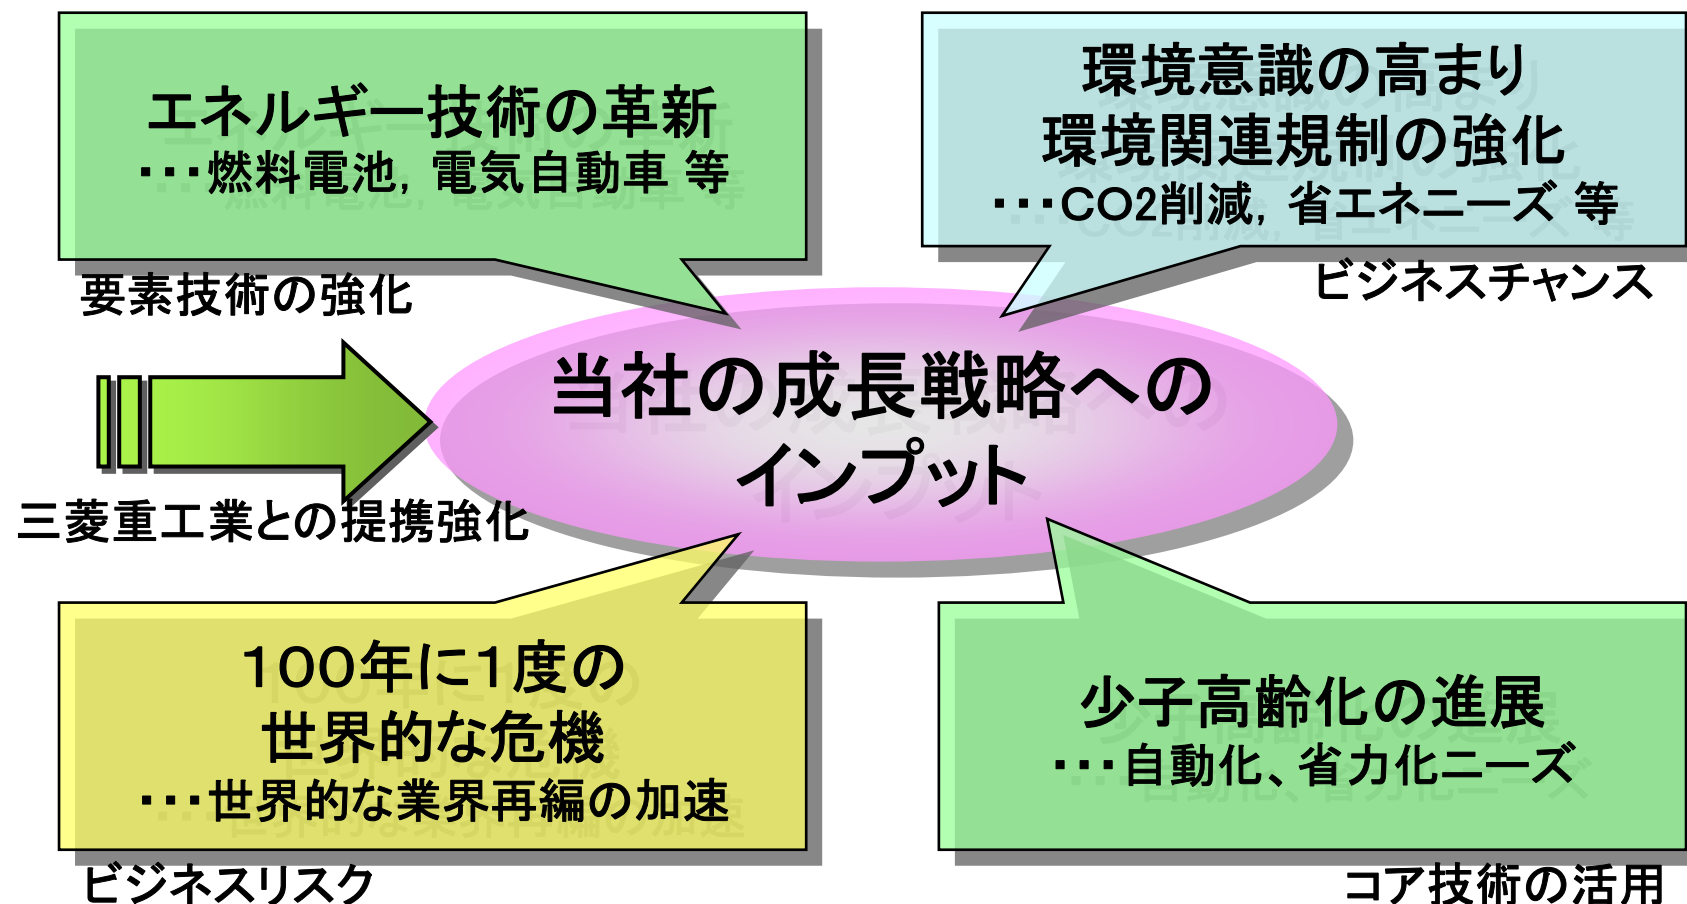 エネルギー技術の革新
・・・燃料電池, 電気自動車 等
要素技術の強化
環境意識の高まり
環境関連規制の強化
・・・CO2削減, 省エネニーズ 等
ビジネスチャンス
当社の成長戦略への
インプット
三菱重工業との提携強化
100年に1度の
世界的な危機
・・・世界的な業界再編の加速
ビジネスリスク
少子高齢化の進展
・・・自動化、省力化ニーズ
コア技術の活用